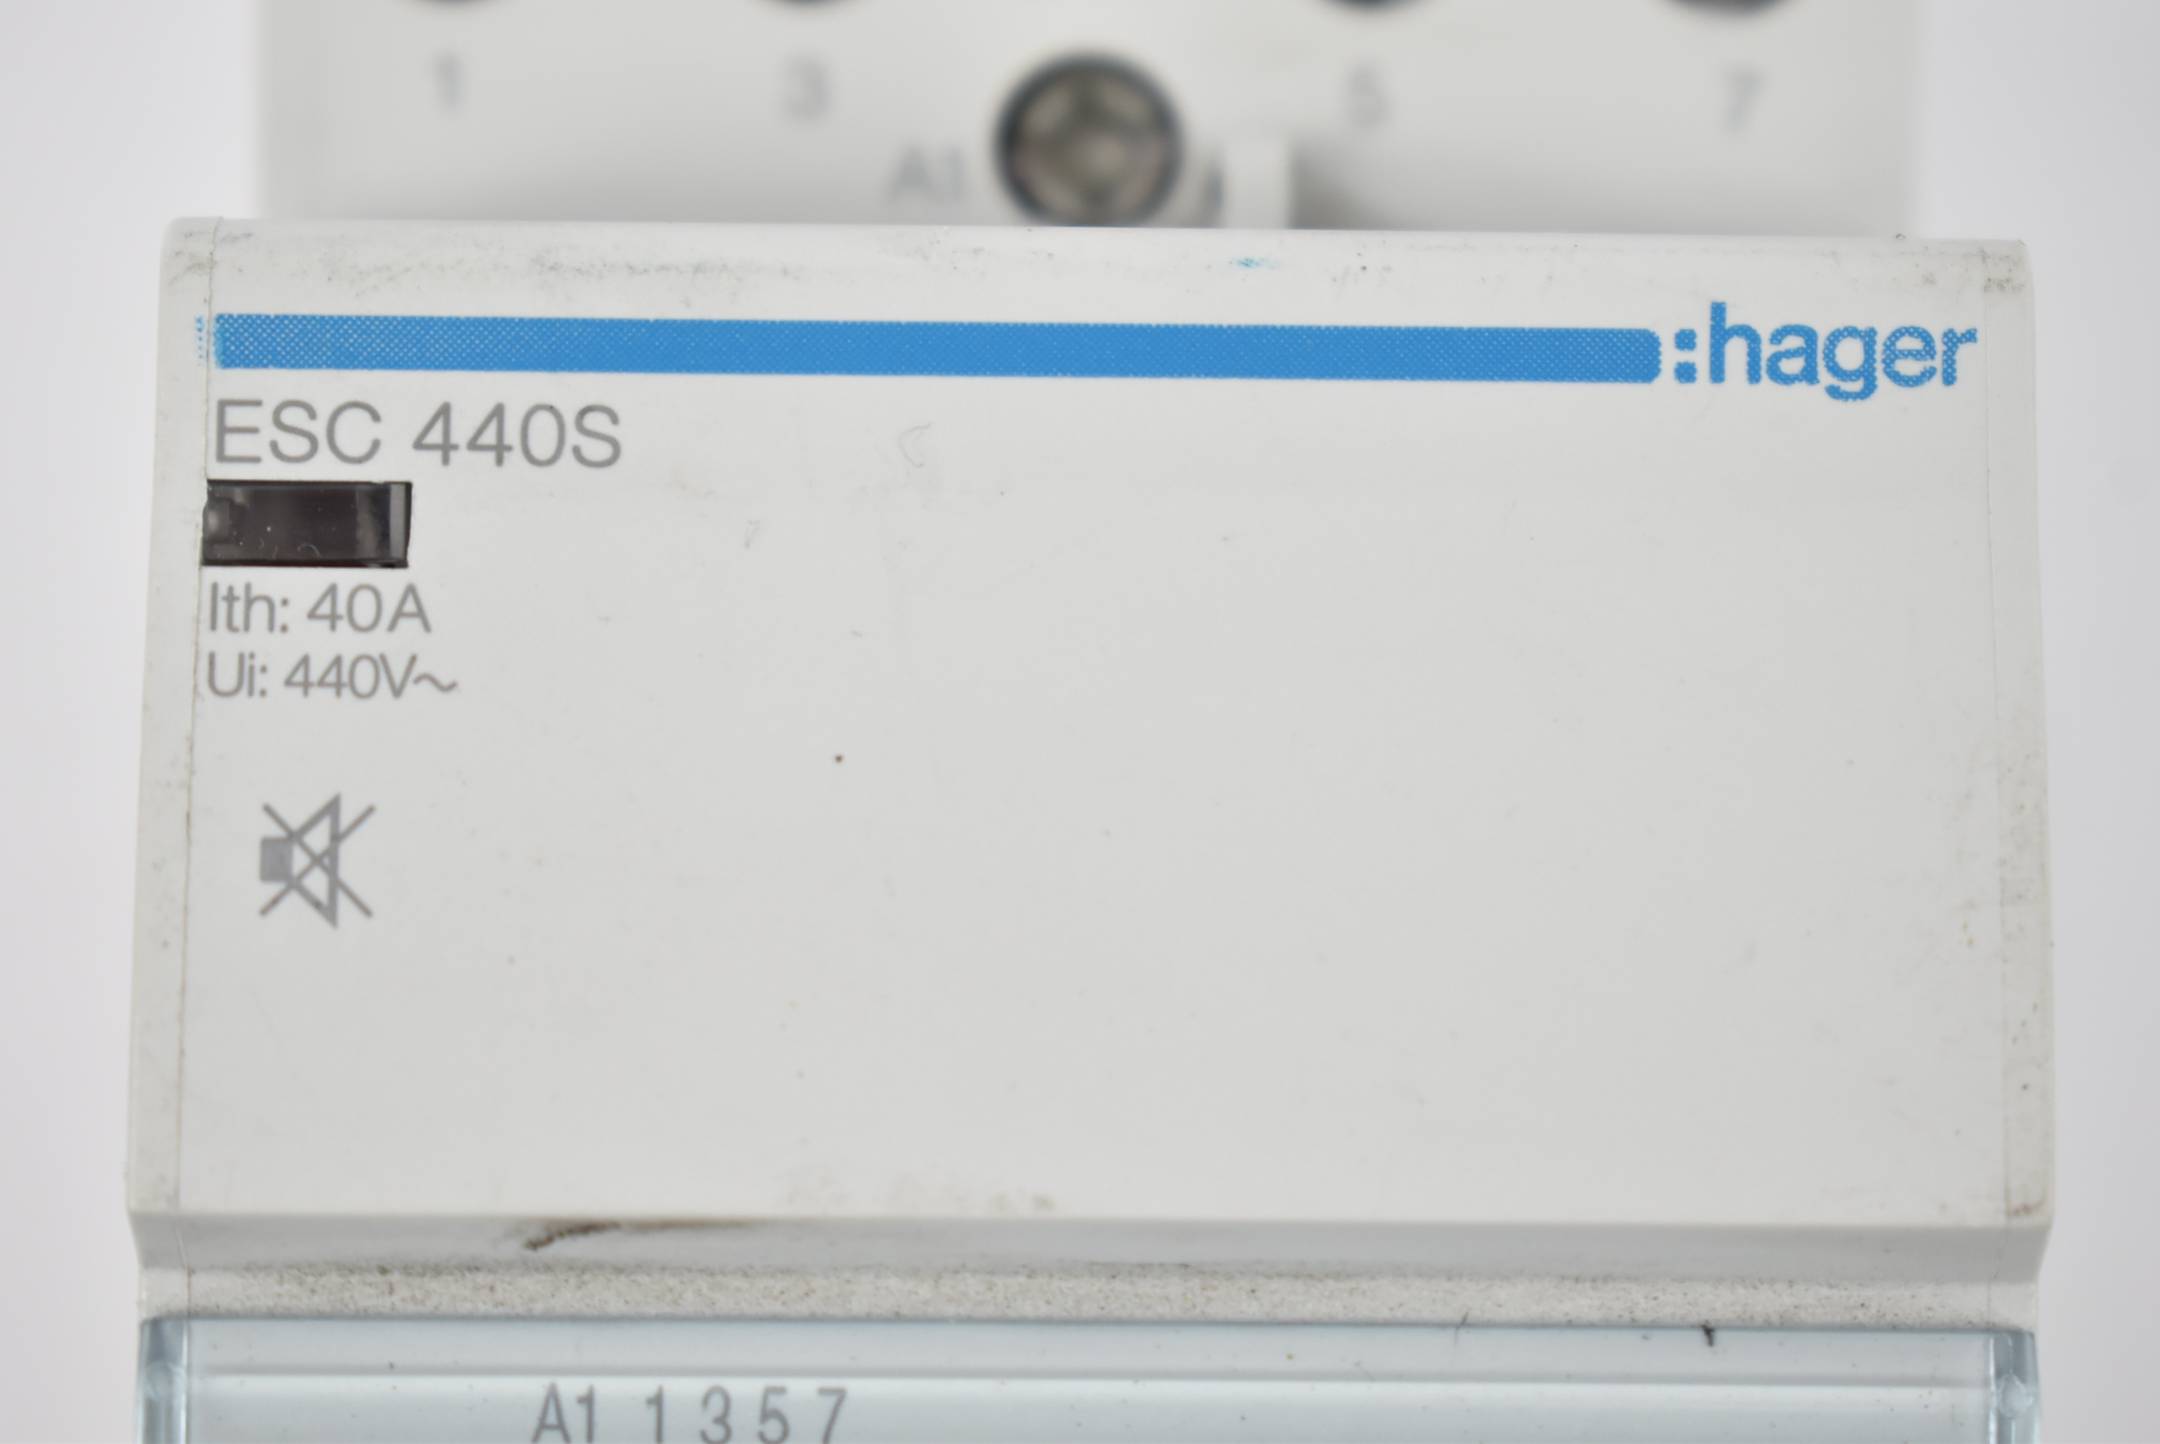 1 3 5 7
A1
:hager
ESC 440S
Ith: 40A
Ui: 440V~
A1 1 3 5 7